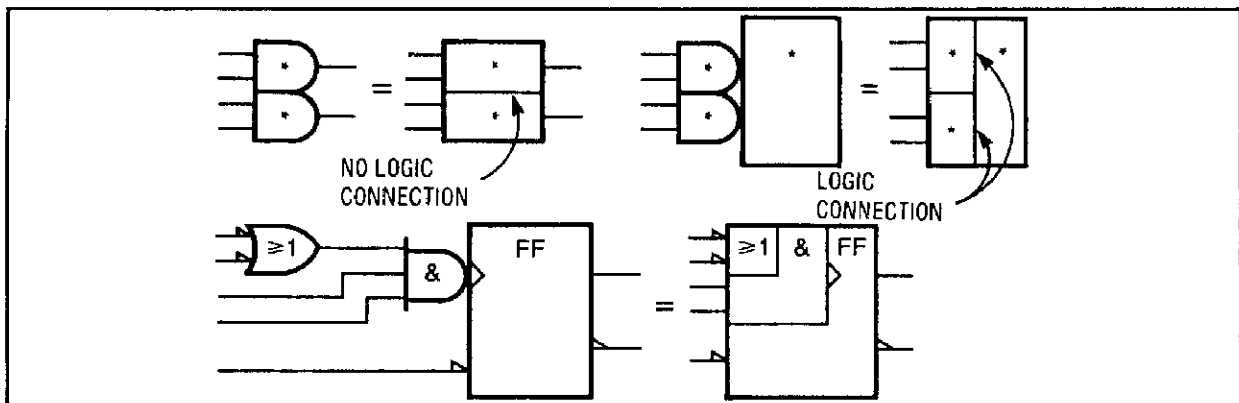 * = * * * = * *
* * * *
NO LOGIC
CONNECTION
LOGIC
CONNECTION
≥1 & FF = ≥1 & FF